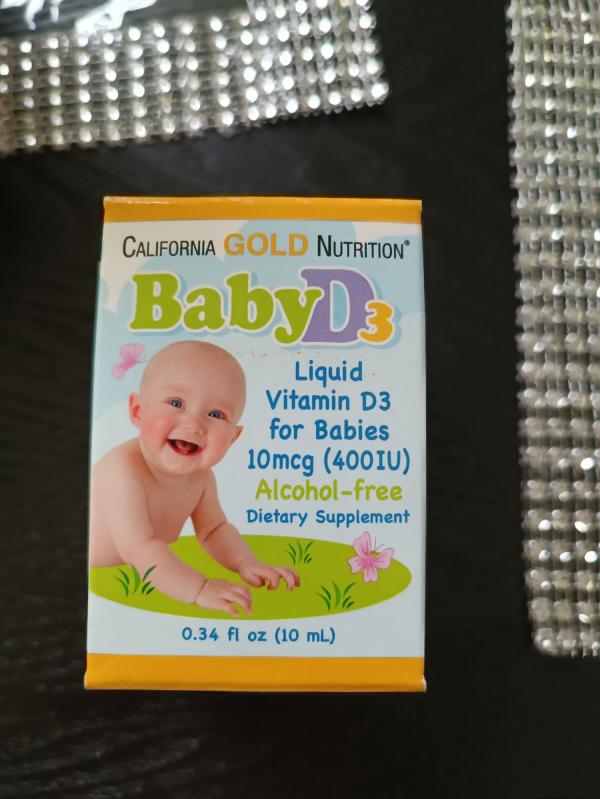 CALIFORNIA GOLD NUTRITION®
BabyD3
Liquid
Vitamin D3
for Babies
10mcg (400IU)
Alcohol-free
Dietary Supplement
0.34 fl oz (10 mL)